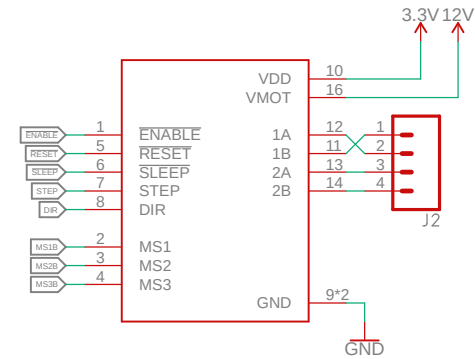 3.3V 12V
VDD 10
VMOT 16
ENABLE 1 ENABLE 1A 12 1
RESET 5 RESET 1B 11 2
SLEEP 6 SLEEP 2A 13 3
STEP 7 STEP 2B 14 4
DIR 8 DIR
J2
MS1B 2 MS1
MS2B 3 MS2
MS3B 4 MS3
GND 9*2
GND